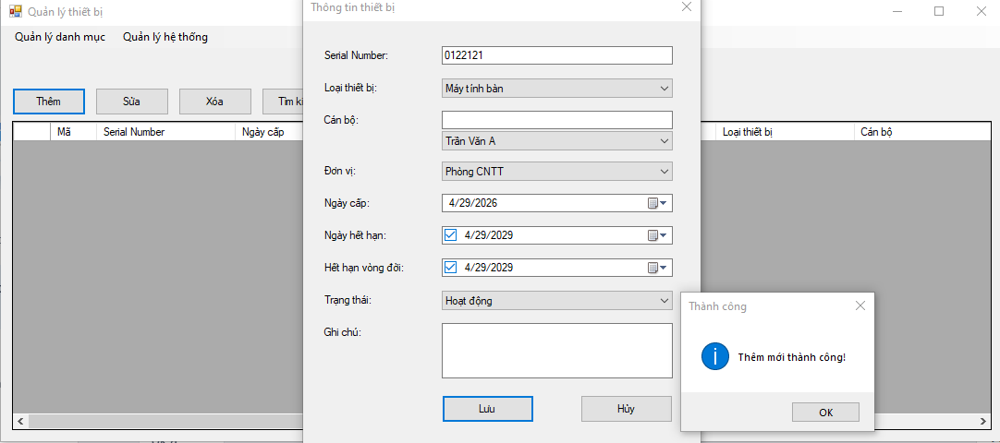 Quản lý thiết bị
Quản lý danh mục Quản lý hệ thống
Thêm Sửa Xóa Tìm ki
Mã Serial Number Ngày cấp Loại thiết bị Cán bộ
Thông tin thiết bị
Serial Number: 0122121
Loại thiết bị: Máy tính bàn
Cán bộ:
Trần Văn A
Đơn vị: Phòng CNTT
Ngày cấp: 4/29/2026
Ngày hết hạn: 4/29/2029
Hết hạn vòng đời: 4/29/2029
Trạng thái: Hoạt động
Ghi chú:
Lưu Hủy
Thành công
Thêm mới thành công!
OK